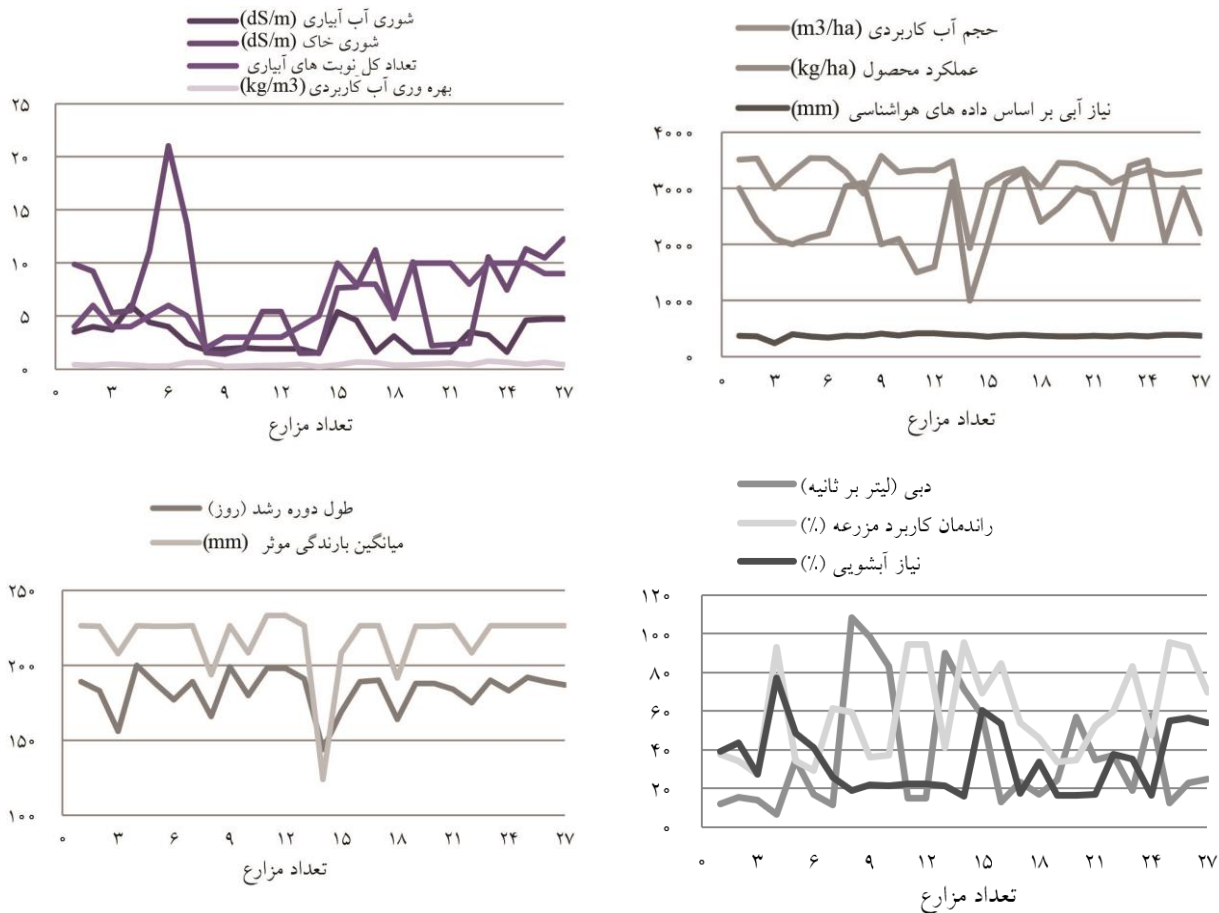 شوری آب آبیاری (dS/m)
شوری خاک (dS/m)
تعداد کل نوبت های آبیاری
بهره وری آب کاربردی (kg/m3)
۲۵
۲۰
۱۵
۱۰
۵
۰
۰ ۳ ۶ ۹ ۱۲ ۱۵ ۱۸ ۲۱ ۲۴ ۲۷
تعداد مزارع
حجم آب کاربردی (m3/ha)
عملکرد محصول (kg/ha)
نیاز آبی بر اساس داده های هواشناسی (mm)
۴۰۰۰
۳۰۰۰
۲۰۰۰
۱۰۰۰
۰
۰ ۳ ۶ ۹ ۱۲ ۱۵ ۱۸ ۲۱ ۲۴ ۲۷
تعداد مزارع
طول دوره رشد (روز)
میانگین بارندگی موثر (mm)
۲۵۰
۲۰۰
۱۵۰
۱۰۰
۰ ۳ ۶ ۹ ۱۲ ۱۵ ۱۸ ۲۱ ۲۴ ۲۷
تعداد مزارع
دبی (لیتر بر ثانیه)
راندمان کاربرد مزرعه (%)
نیاز آبشویی (%)
۱۲۰
۱۰۰
۸۰
۶۰
۴۰
۲۰
۰
۰ ۳ ۶ ۹ ۱۲ ۱۵ ۱۸ ۲۱ ۲۴ ۲۷
تعداد مزارع